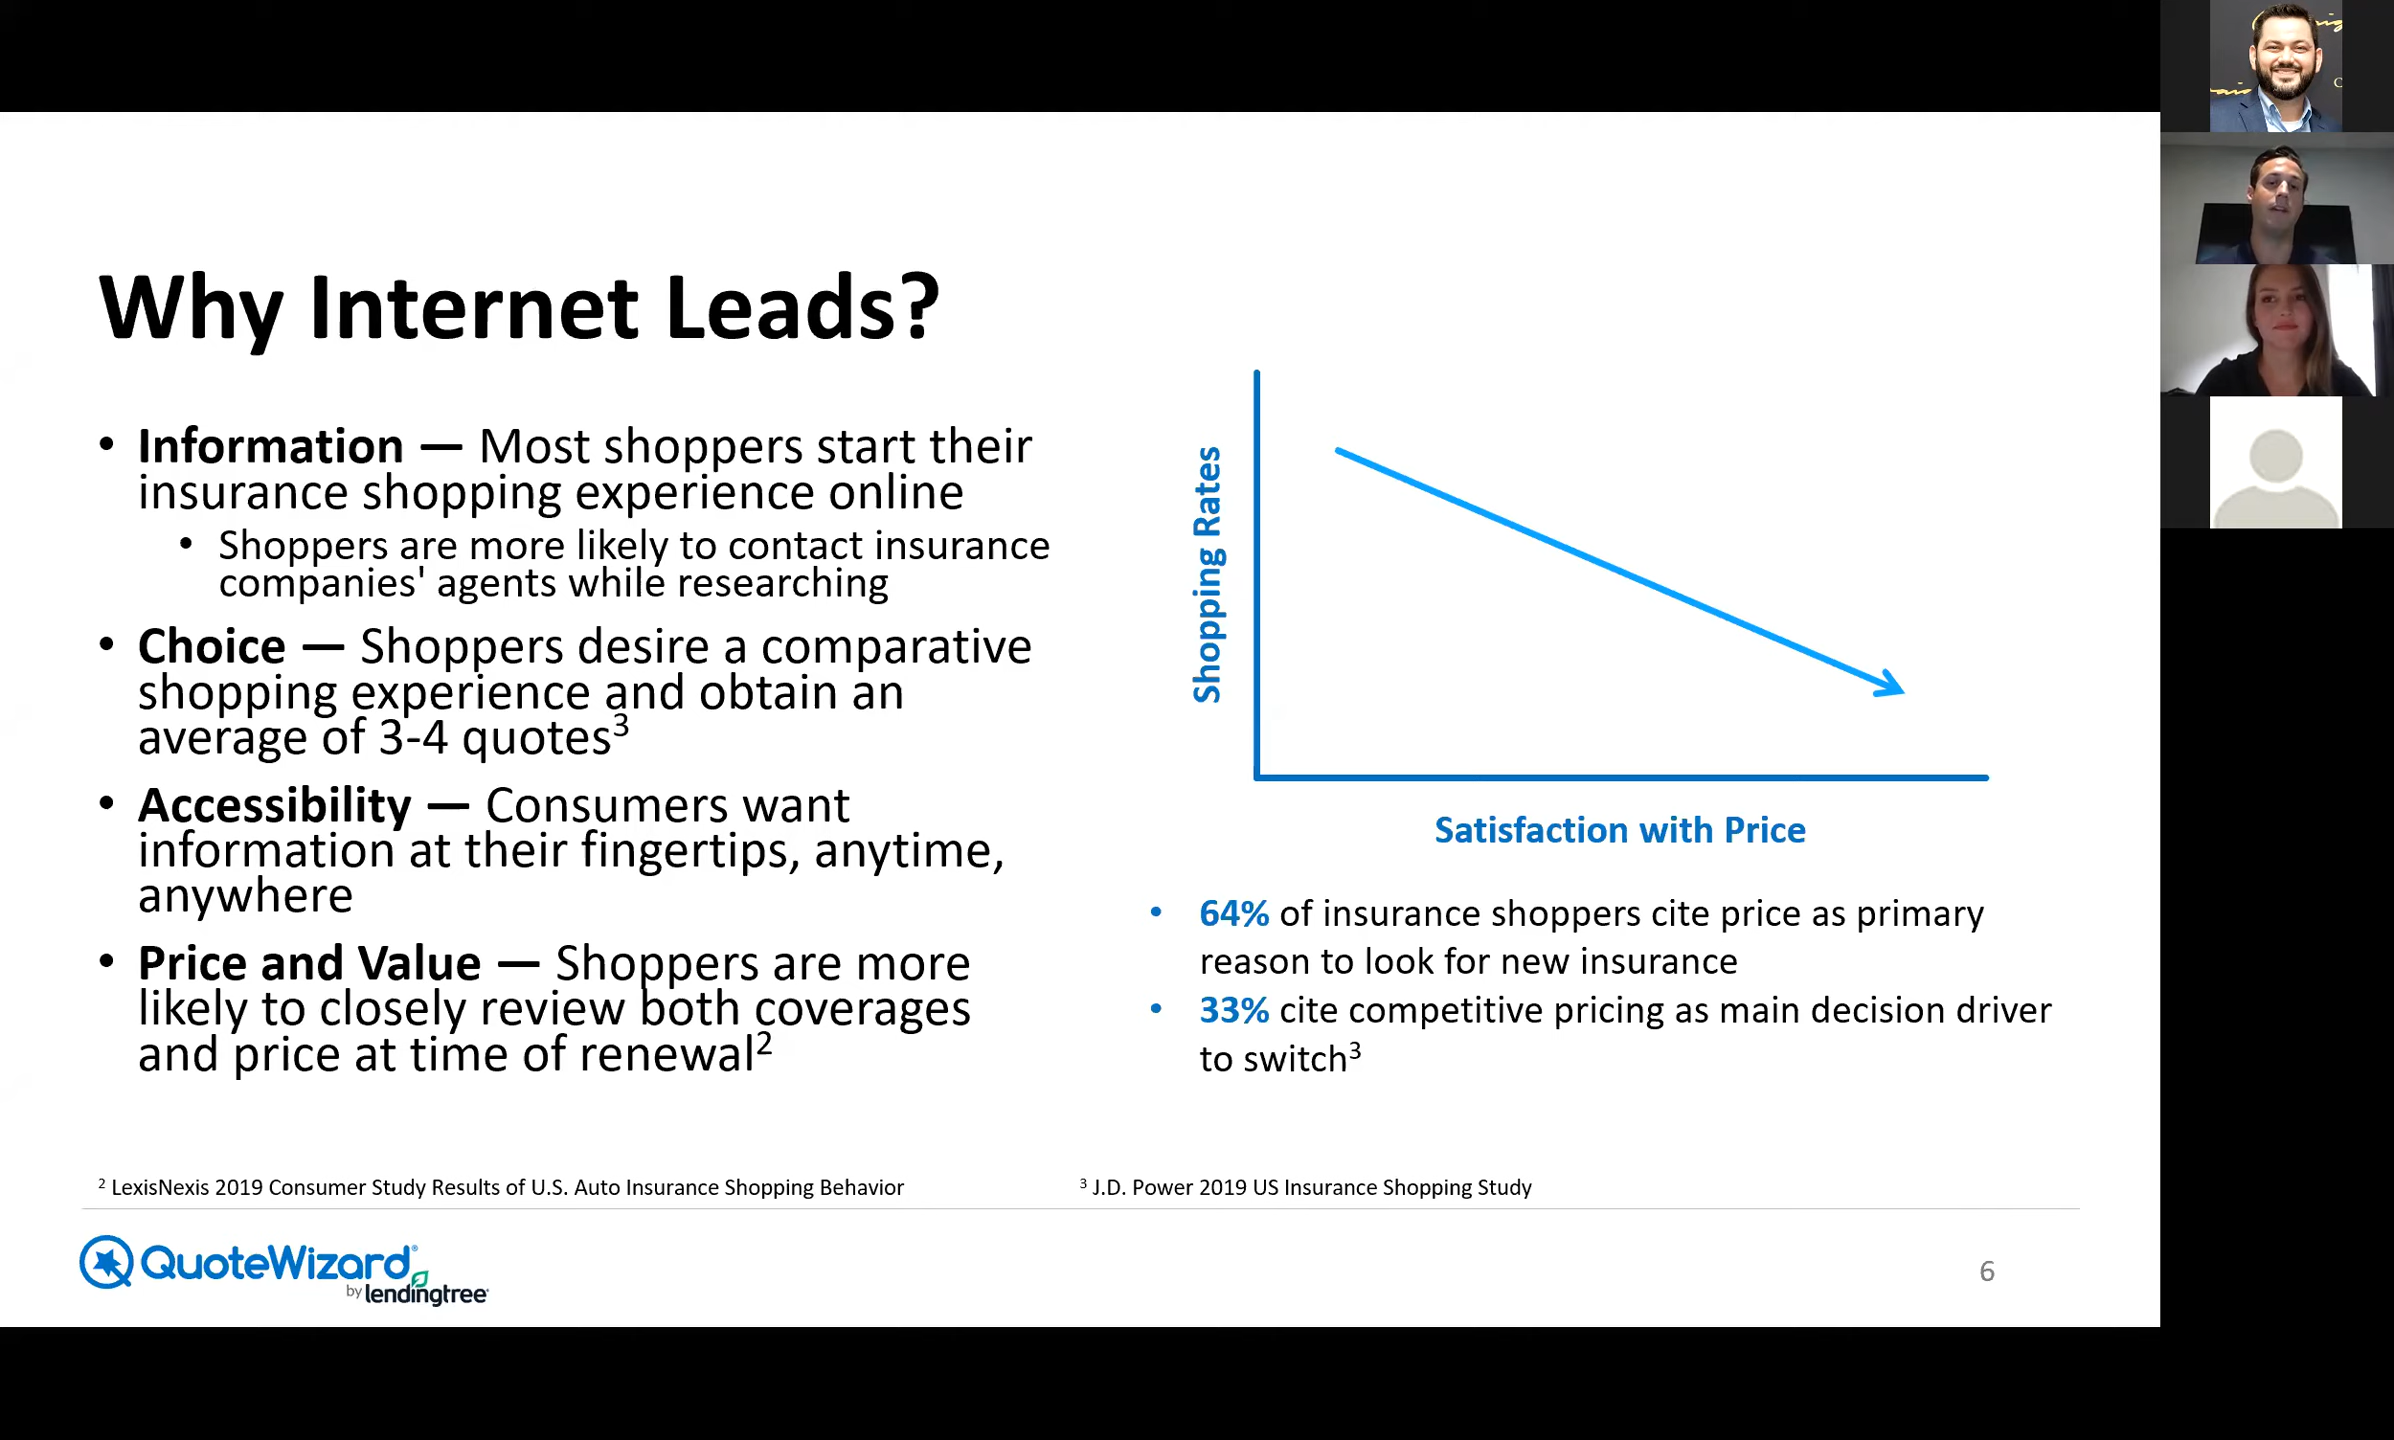 Why Internet Leads?
• Information — Most shoppers start their
insurance shopping experience online
• Shoppers are more likely to contact insurance
companies' agents while researching
• Choice — Shoppers desire a comparative
shopping experience and obtain an
average of 3-4 quotes³
• Accessibility — Consumers want
information at their fingertips, anytime,
anywhere
• Price and Value — Shoppers are more
likely to closely review both coverages
and price at time of renewal²
Shopping Rates
Satisfaction with Price
• 64% of insurance shoppers cite price as primary
reason to look for new insurance
• 33% cite competitive pricing as main decision driver
to switch³
² LexisNexis 2019 Consumer Study Results of U.S. Auto Insurance Shopping Behavior
³ J.D. Power 2019 US Insurance Shopping Study
QuoteWizard®
by lendingtree
6